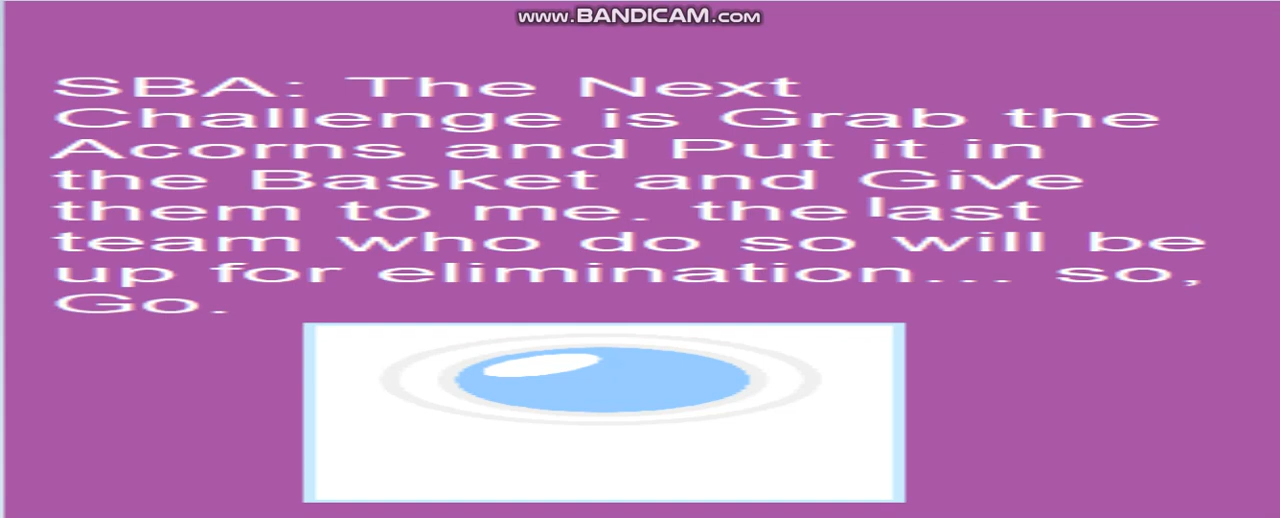 www.BANDICAM.com
SBA: The Next
Challenge is Grab the
Acorns and Put it in
the Basket and Give
them to me. the last
team who do so will be
up for elimination... so,
Go.